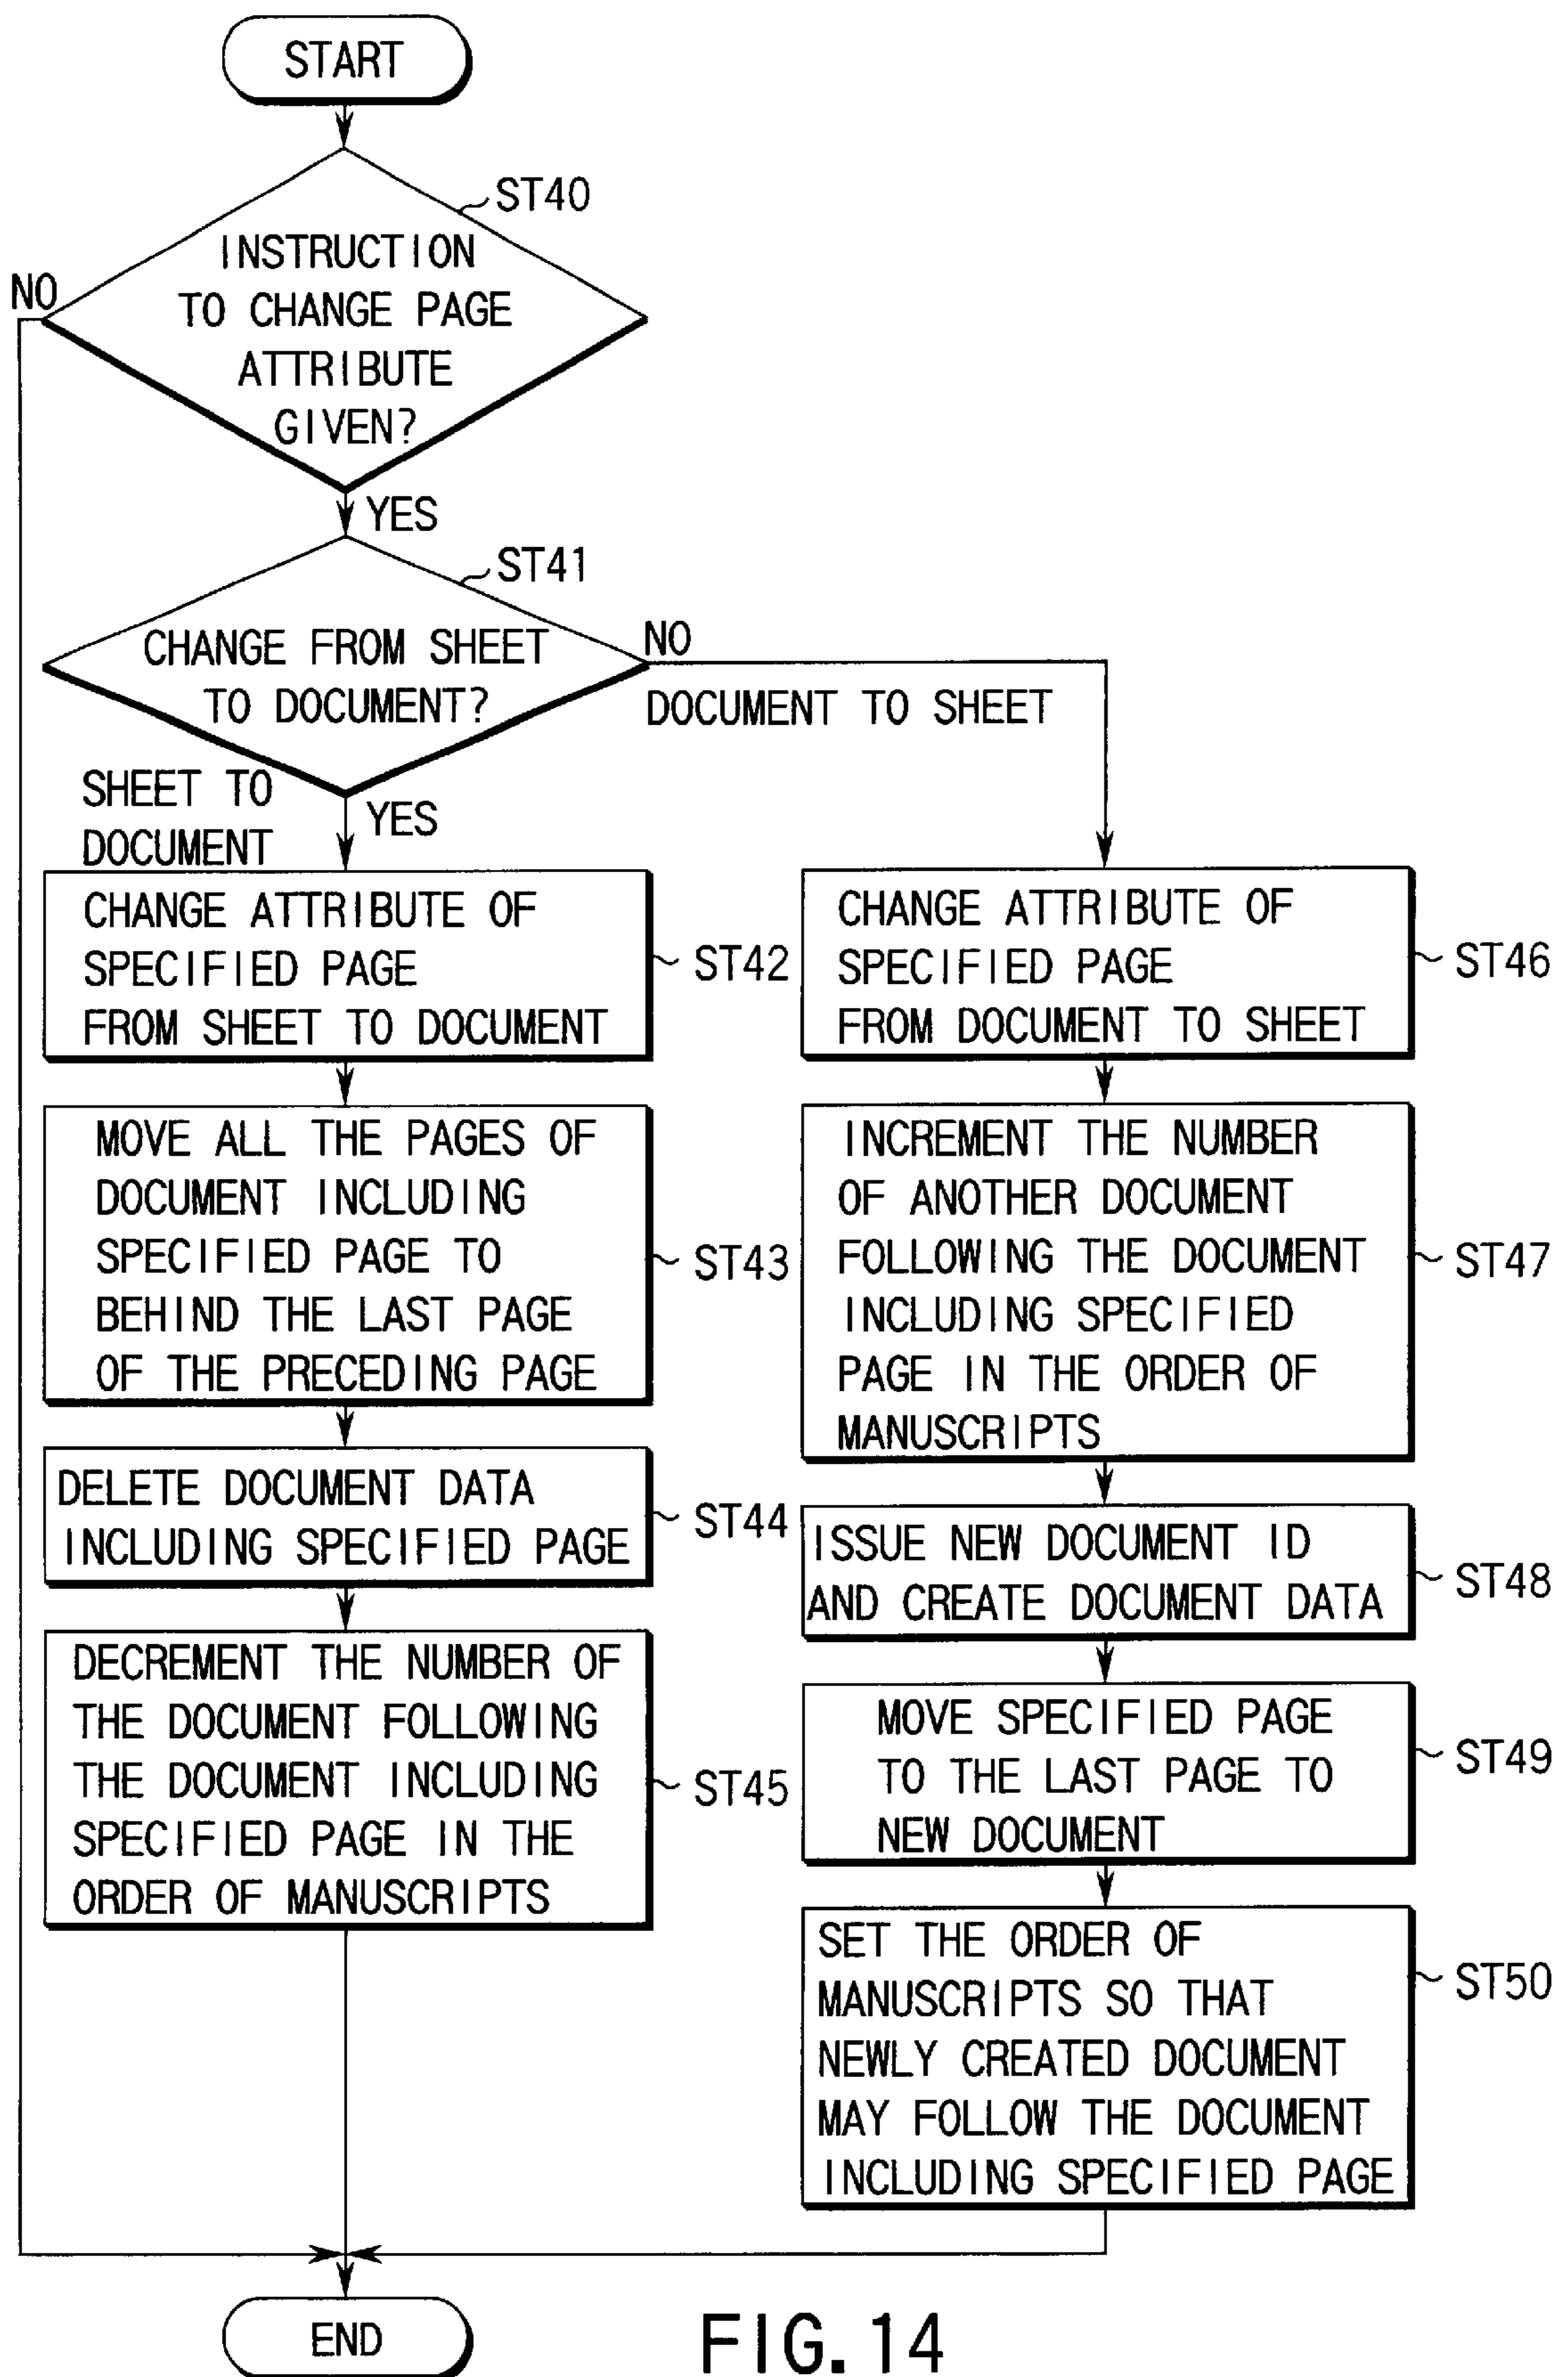 START
ST40
INSTRUCTION
TO CHANGE PAGE
ATTRIBUTE
GIVEN?
NO
YES
ST41
CHANGE FROM SHEET
TO DOCUMENT?
NO
DOCUMENT TO SHEET
SHEET TO
DOCUMENT
YES
CHANGE ATTRIBUTE OF
SPECIFIED PAGE
FROM SHEET TO DOCUMENT
ST42
MOVE ALL THE PAGES OF
DOCUMENT INCLUDING
SPECIFIED PAGE TO
BEHIND THE LAST PAGE
OF THE PRECEDING PAGE
ST43
DELETE DOCUMENT DATA
INCLUDING SPECIFIED PAGE
ST44
DECREMENT THE NUMBER OF
THE DOCUMENT FOLLOWING
THE DOCUMENT INCLUDING
SPECIFIED PAGE IN THE
ORDER OF MANUSCRIPTS
ST45
CHANGE ATTRIBUTE OF
SPECIFIED PAGE
FROM DOCUMENT TO SHEET
ST46
INCREMENT THE NUMBER
OF ANOTHER DOCUMENT
FOLLOWING THE DOCUMENT
INCLUDING SPECIFIED
PAGE IN THE ORDER OF
MANUSCRIPTS
ST47
ISSUE NEW DOCUMENT ID
AND CREATE DOCUMENT DATA
ST48
MOVE SPECIFIED PAGE
TO THE LAST PAGE TO
NEW DOCUMENT
ST49
SET THE ORDER OF
MANUSCRIPTS SO THAT
NEWLY CREATED DOCUMENT
MAY FOLLOW THE DOCUMENT
INCLUDING SPECIFIED PAGE
ST50
END
FIG. 14